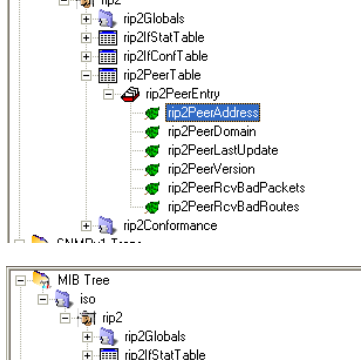 rip2
rip2Globals
rip2IfStatTable
rip2IfConfTable
rip2PeerTable
rip2PeerEntry
rip2PeerAddress
rip2PeerDomain
rip2PeerLastUpdate
rip2PeerVersion
rip2PeerRcvBadPackets
rip2PeerRcvBadRoutes
rip2Conformance
MIB Tree
iso
rip2
rip2Globals
rip2IfStatTable